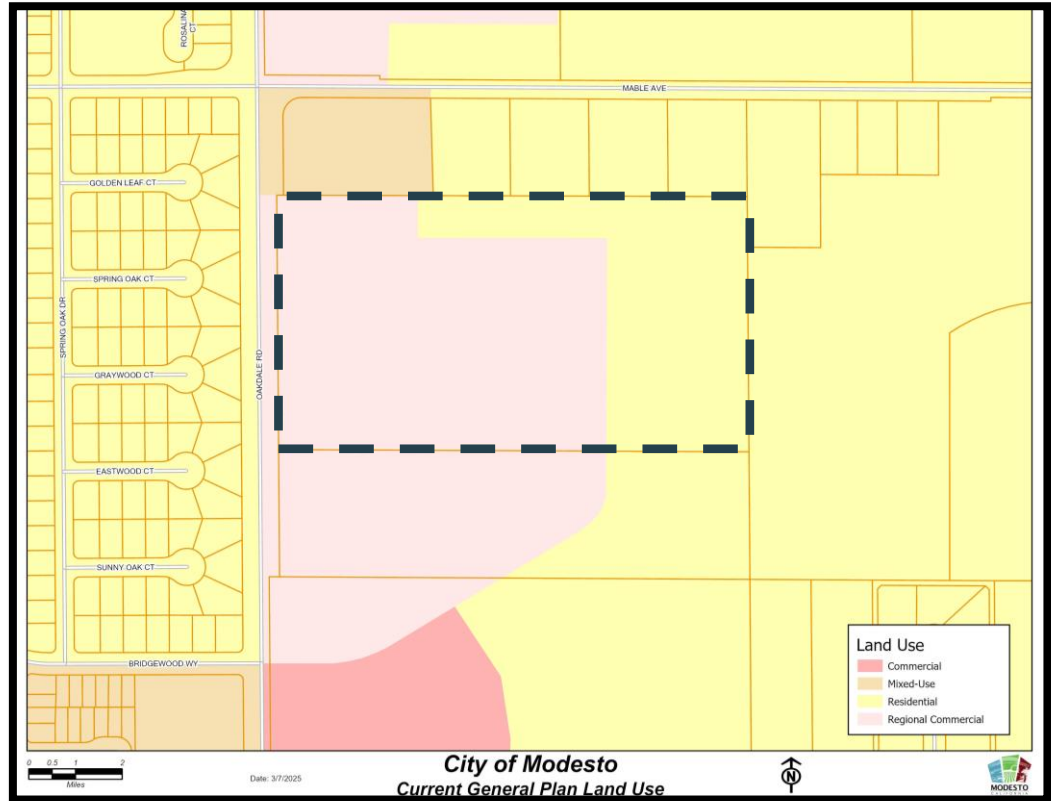 ROSALINA
CT
MABLE AVE
GOLDEN LEAF CT
SPRING OAK CT
SPRING OAK DR
GRAYWOOD CT
OAKDALE RD
EASTWOOD CT
SUNNY OAK CT
BRIDGEWOOD WY
Land Use
Commercial
Mixed-Use
Residential
Regional Commercial
0 0.5 1 2
Miles
Date: 3/7/2025
City of Modesto
Current General Plan Land Use
N
MODESTO
CALIFORNIA